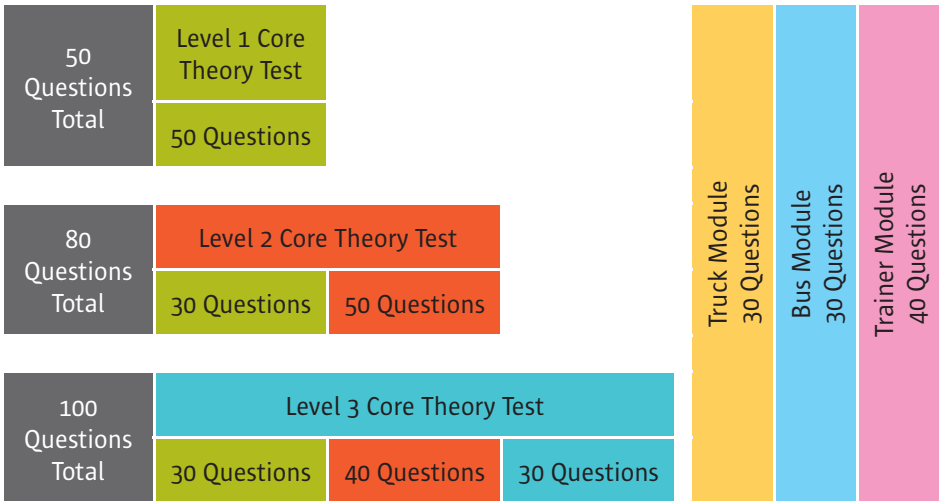 50
Questions
Total
Level 1 Core
Theory Test
50 Questions
80
Questions
Total
Level 2 Core Theory Test
30 Questions
50 Questions
100
Questions
Total
Level 3 Core Theory Test
30 Questions
40 Questions
30 Questions
Truck Module
30 Questions
Bus Module
30 Questions
Trainer Module
40 Questions